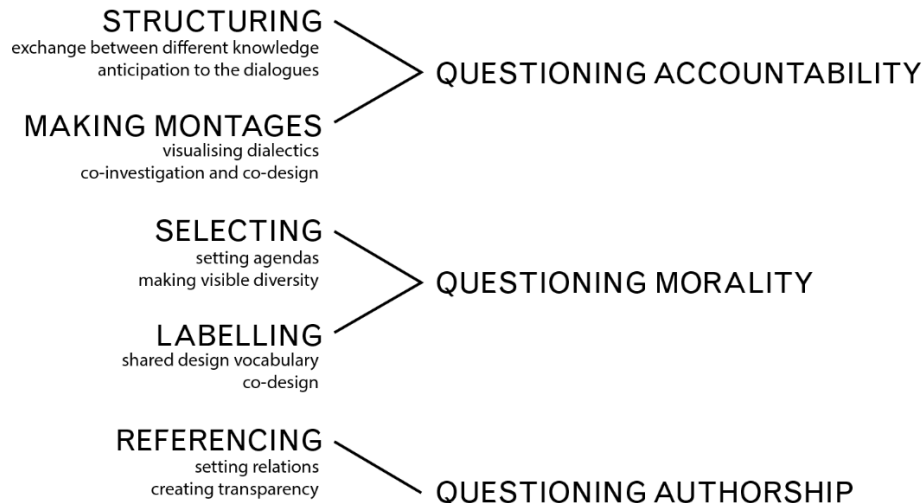 STRUCTURING
exchange between different knowledge
anticipation to the dialogues
QUESTIONING ACCOUNTABILITY
MAKING MONTAGES
visualising dialectics
co-investigation and co-design
SELECTING
setting agendas
making visible diversity
QUESTIONING MORALITY
LABELLING
shared design vocabulary
co-design
REFERENCING
setting relations
creating transparency
QUESTIONING AUTHORSHIP